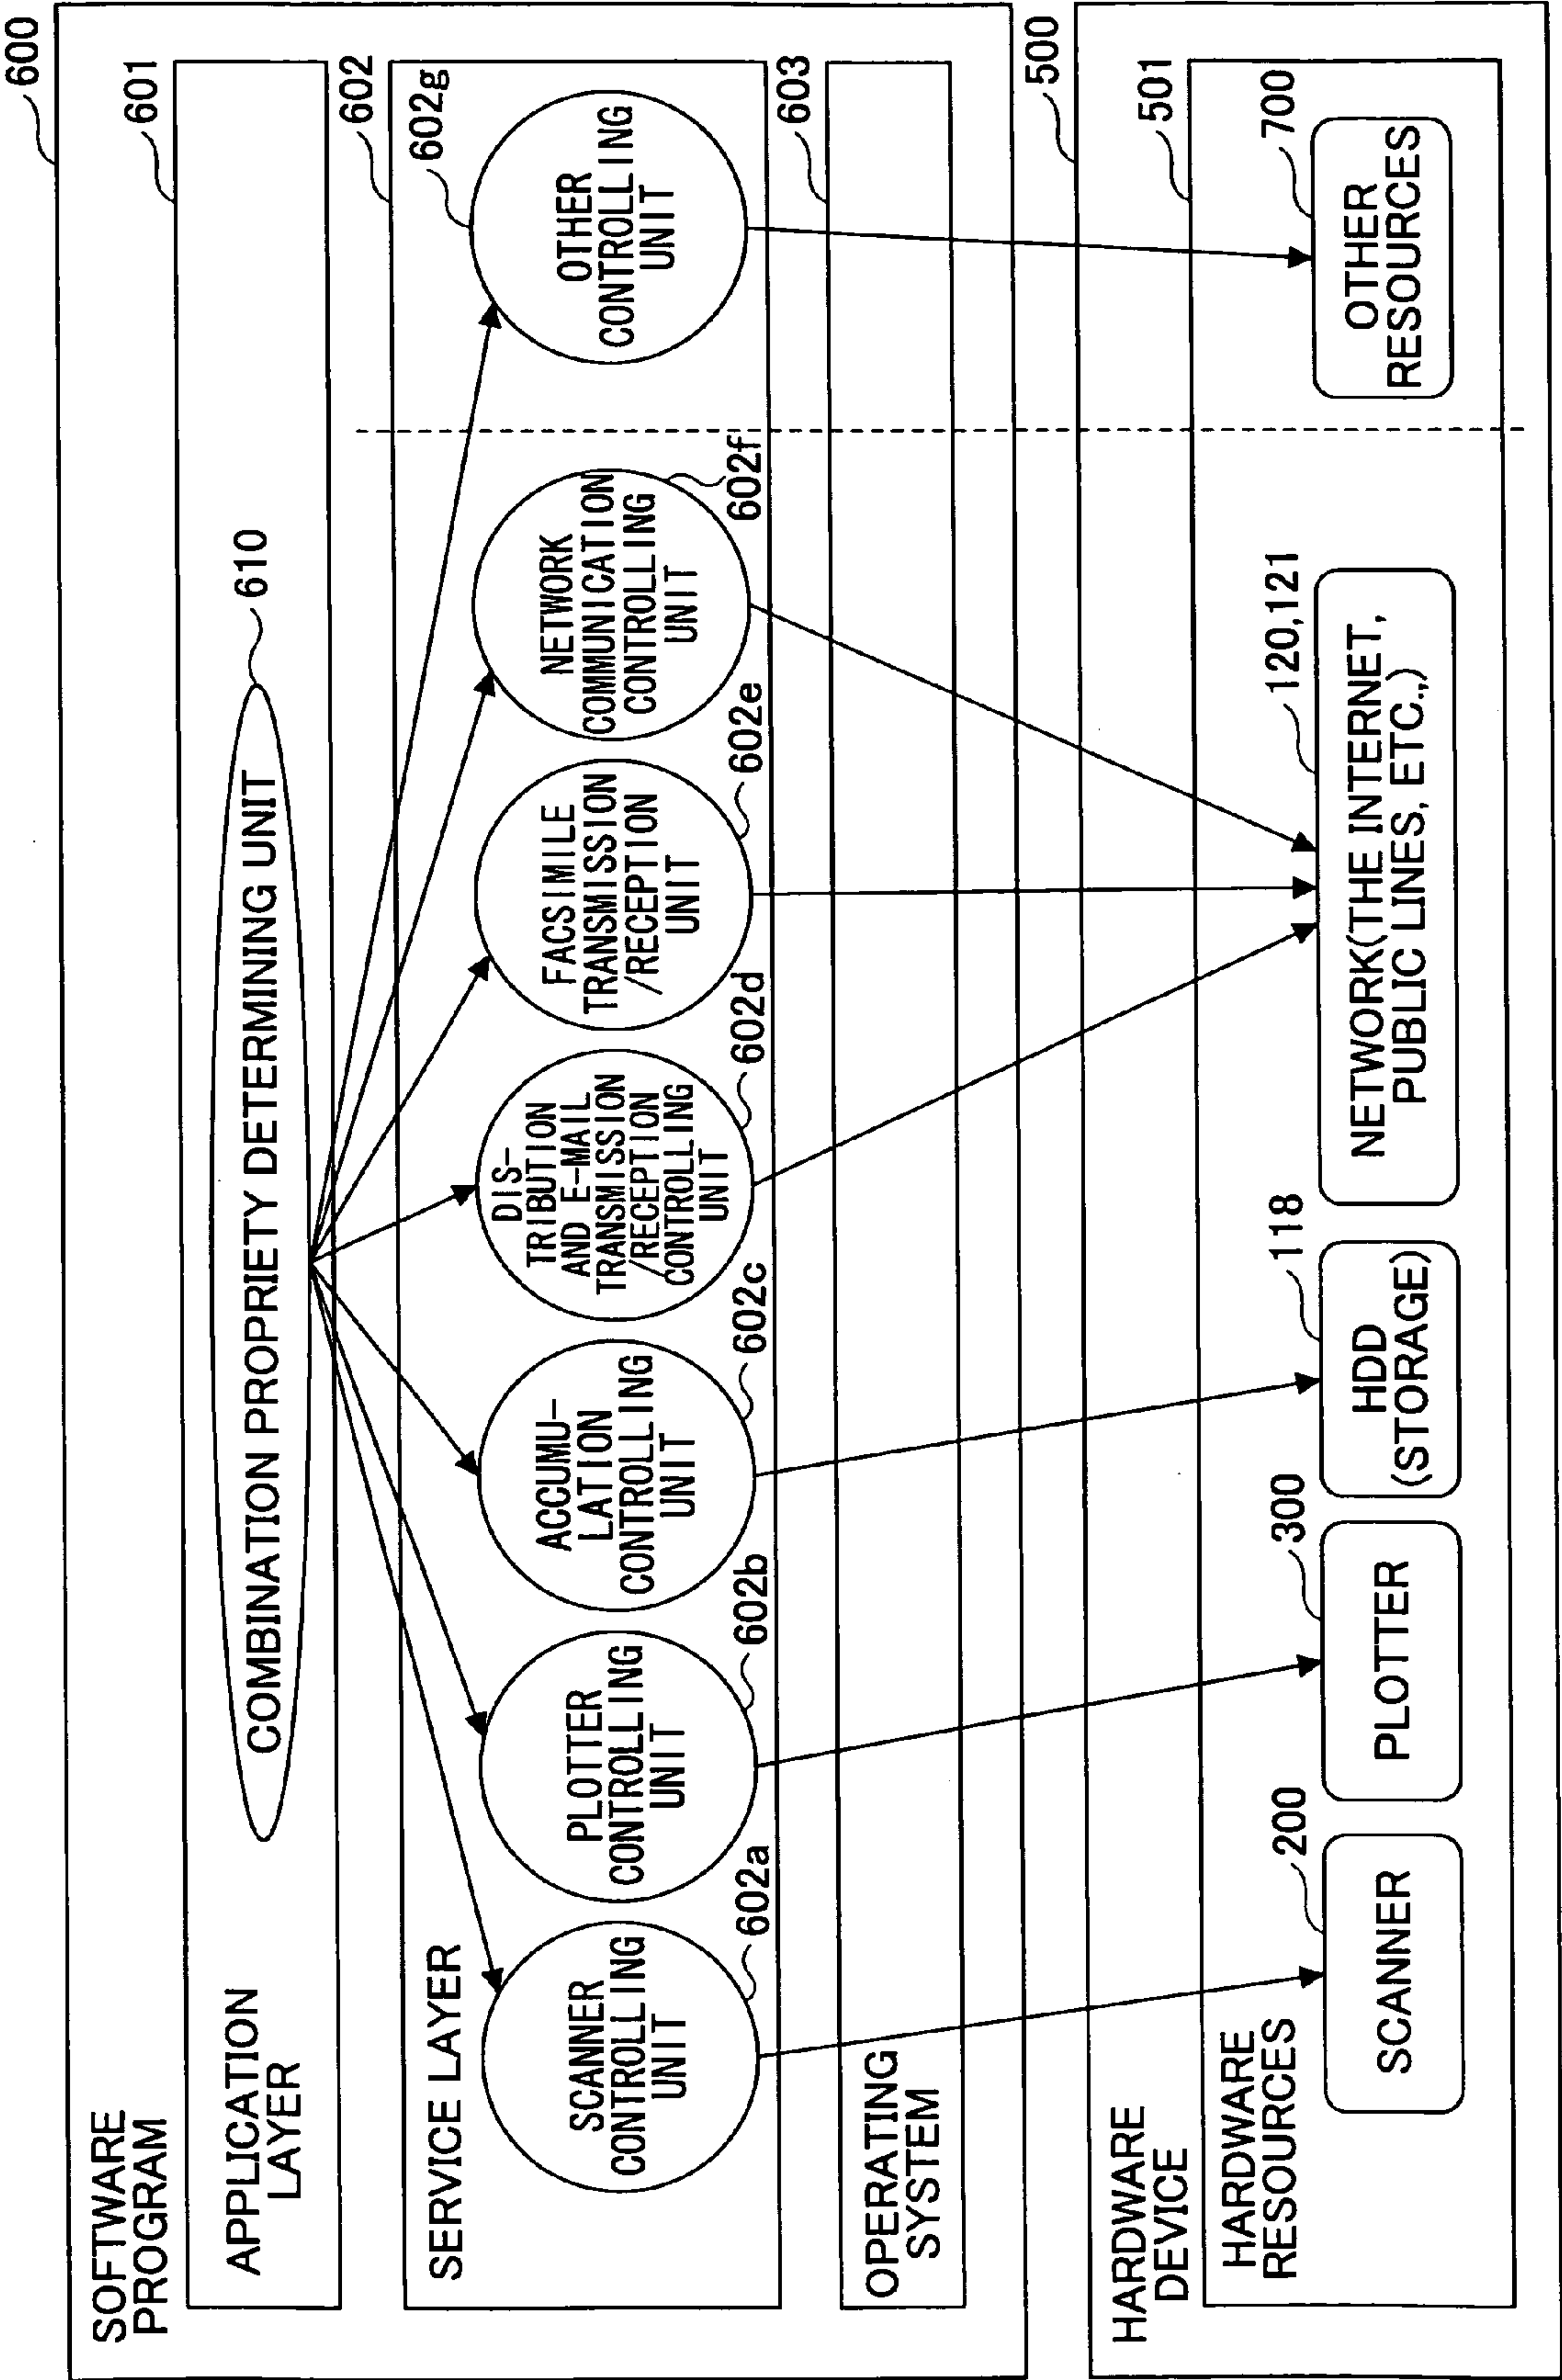 SOFTWARE
PROGRAM
600
APPLICATION
LAYER
601
COMBINATION PROPRIETY DETERMINING UNIT
610
SERVICE LAYER
602
SCANNER
CONTROLLING
UNIT
602a
PLOTTER
CONTROLLING
UNIT
602b
ACCUMU-
LATION
CONTROLLING
UNIT
602c
DIS-
TRIBUTION
AND E-MAIL
TRANSMISSION
/RECEPTION
/CONTROLLING
UNIT
602d
FACSIMILE
TRANSMISSION
/RECEPTION
UNIT
602e
NETWORK
COMMUNICATION
CONTROLLING
UNIT
602f
OTHER
CONTROLLING
UNIT
602g
OPERATING
SYSTEM
603
HARDWARE
DEVICE
500
HARDWARE
RESOURCES
501
SCANNER
200
PLOTTER
300
HDD
(STORAGE)
118
NETWORK(THE INTERNET,
PUBLIC LINES, ETC.,)
120,121
OTHER
RESOURCES
700